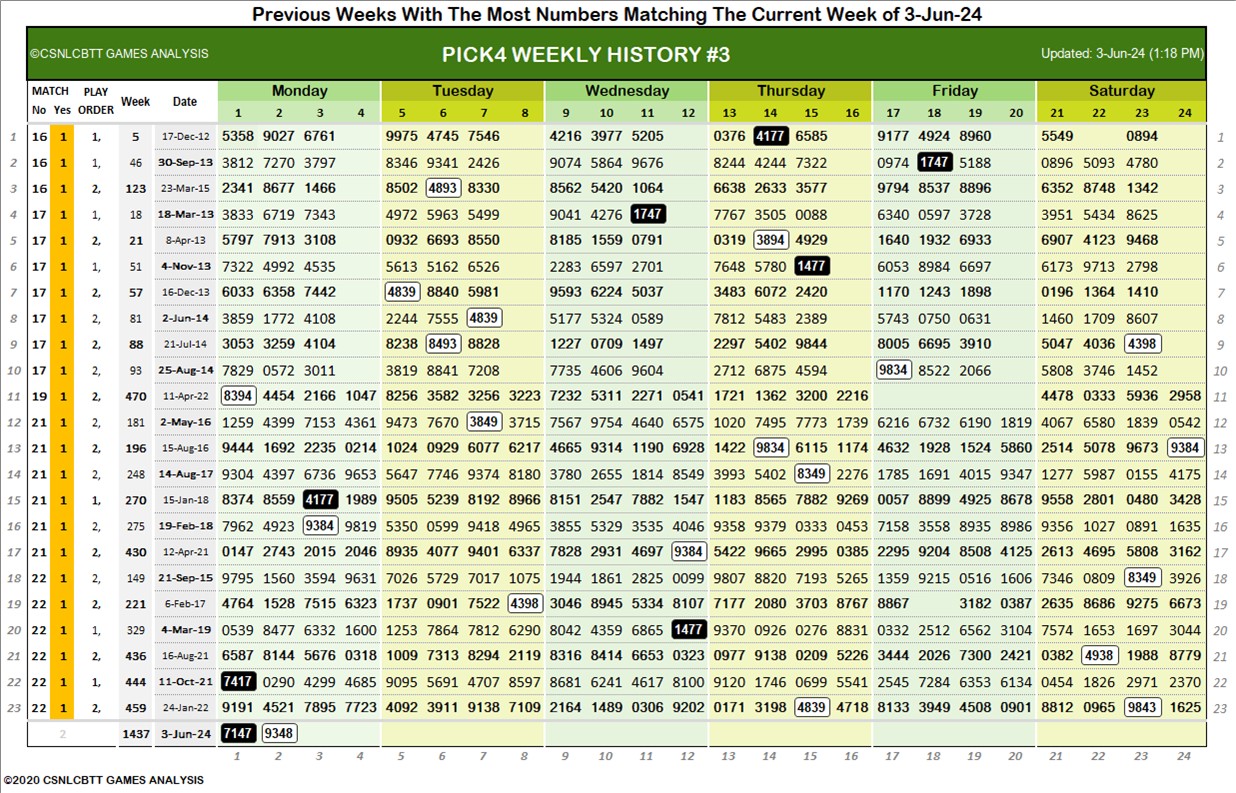 Previous Weeks With The Most Numbers Matching The Current Week of 3-Jun-24
©CSNLCBTT GAMES ANALYSIS PICK4 WEEKLY HISTORY #3 Updated: 3-Jun-24 (1:18 PM)
MATCH PLAY Week Date Monday Tuesday Wednesday Thursday Friday Saturday
No Yes ORDER 1 2 3 4 5 6 7 8 9 10 11 12 13 14 15 16 17 18 19 20 21 22 23 24
1 16 1 1, 5 17-Dec-12 5358 9027 6761 9975 4745 7546 4216 3977 5205 0376 4177 6585 9177 4924 8960 5549 0894 1
2 16 1 1, 46 30-Sep-13 3812 7270 3797 8346 9341 2426 9074 5864 9676 8244 4244 7322 0974 1747 5188 0896 5093 4780 2
3 16 1 2, 123 23-Mar-15 2341 8677 1466 8502 4893 8330 8562 5420 1064 6638 2633 3577 9794 8537 8896 6352 8748 1342 3
4 17 1 1, 18 18-Mar-13 3833 6719 7343 4972 5963 5499 9041 4276 1747 7767 3505 0088 6340 0597 3728 3951 5434 8625 4
5 17 1 2, 21 8-Apr-13 5797 7913 3108 0932 6693 8550 8185 1559 0791 0319 3894 4929 1640 1932 6933 6907 4123 9468 5
6 17 1 1, 51 4-Nov-13 7322 4992 4535 5613 5162 6526 2283 6597 2701 7648 5780 1477 6053 8984 6697 6173 9713 2798 6
7 17 1 2, 57 16-Dec-13 6033 6358 7442 4839 8840 5981 9593 6224 5037 3483 6072 2420 1170 1243 1898 0196 1364 1410 7
8 17 1 2, 81 2-Jun-14 3859 1772 4108 2244 7555 4839 5177 5324 0589 7812 5483 2389 5743 0750 0631 1460 1709 8607 8
9 17 1 2, 88 21-Jul-14 3053 3259 4104 8238 8493 8828 1227 0709 1497 2297 5402 9844 8005 6695 3910 5047 4036 4398 9
10 17 1 2, 93 25-Aug-14 7829 0572 3011 3819 8841 7208 7735 4606 9604 2712 6875 4594 9834 8522 2066 5808 3746 1452 10
11 19 1 2, 470 11-Apr-22 8394 4454 2166 1047 8256 3582 3256 3223 7232 5311 2271 0541 1721 1362 3200 2216 4478 0333 5936 2958 11
12 21 1 2, 181 2-May-16 1259 4399 7153 4361 9473 7670 3849 3715 7567 9754 4640 6575 1020 7495 7773 1739 6216 6732 6190 1819 4067 6580 1839 0542 12
13 21 1 2, 196 15-Aug-16 9444 1692 2235 0214 1024 0929 6077 6217 4665 9314 1190 6928 1422 9834 6115 1174 4632 1928 1524 5860 2514 5078 9673 9384 13
14 21 1 2, 248 14-Aug-17 9304 4397 6736 9653 5647 7746 9374 8180 3780 2655 1814 8549 3993 5402 8349 2276 1785 1691 4015 9347 1277 5987 0155 4175 14
15 21 1 1, 270 15-Jan-18 8374 8559 4177 1989 9505 5239 8192 8966 8151 2547 7882 1547 1183 3265 7882 9269 0057 8899 4925 8678 9558 2801 0480 3428 15
16 21 1 2, 275 19-Feb-18 7962 4923 9384 9819 5350 0599 9418 4965 3855 5329 3535 4046 9358 9379 0333 0453 7158 3558 8935 8986 9356 1027 0891 1635 16
17 21 1 2, 430 12-Apr-21 0147 2743 2015 2046 8935 4077 9401 6337 7828 2931 4697 9384 5422 9665 2995 0385 2295 9204 8508 4125 2613 4695 5808 3162 17
18 22 1 2, 149 21-Sep-15 9795 1560 3594 9631 7026 5729 7017 1075 1944 1861 2825 0099 9807 8820 7193 5265 1359 9215 0516 1606 7346 0809 8349 3926 18
19 22 1 2, 221 6-Feb-17 4764 1528 7515 6323 1737 0901 7522 4398 3046 8945 5334 8107 7177 2080 3703 8767 8867 3182 0387 2635 8686 9275 6673 19
20 22 1 1, 329 4-Mar-19 0539 8477 6332 1600 1253 7864 7812 6290 8042 4359 6865 1477 9370 0926 0276 8831 0332 2512 6562 3104 7574 1653 1697 3044 20
21 22 1 2, 436 16-Aug-21 6587 8144 5676 0318 1009 7313 8294 2119 8316 8414 6653 0323 0977 9138 0209 5226 3444 2026 7300 2421 0382 4938 1988 8779 21
22 22 1 1, 444 11-Oct-21 7417 0290 4299 4685 9095 5691 4707 8597 8681 6241 4617 8100 9120 1746 0699 5541 2545 7284 6353 6134 0454 1826 2971 2370 22
23 22 1 2, 459 24-Jan-22 9191 4521 7895 7723 4092 3911 9138 7109 2164 1489 0306 9202 0171 3198 4839 4718 8133 3949 4508 0901 8812 0965 9843 1625 23
2 1437 3-Jun-24 7147 9348
1 2 3 4 5 6 7 8 9 10 11 12 13 14 15 16 17 18 19 20 21 22 23 24
©2020 CSNLCBTT GAMES ANALYSIS